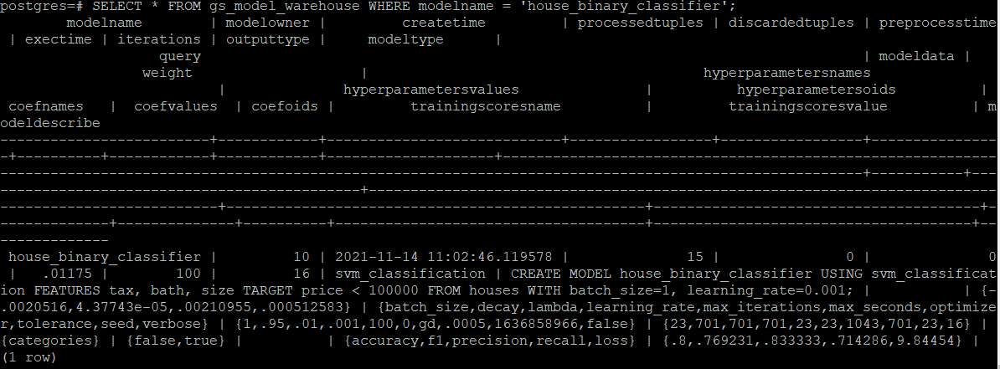 postgres=# SELECT * FROM gs_model_warehouse WHERE modelname = 'house_binary_classifier';
        modelname        | modelowner |         createtime         | processedtuples | discardedtuples | preprocesstime
 | exectime | iterations | outputtype |     modeltype      |
                   query                                                                               | modeldata |
                 weight                    |                                        hyperparametersnames
                          |              hyperparametersvalues               |          hyperparametersoids          |
 coefnames   |  coefvalues  | coefoids |         trainingscoresname          |         trainingscoresvalue          | m
odeldescribe
-------------------------+------------+----------------------------+-----------------+-----------------+---------------
-+----------+------------+------------+--------------------+-----------------------------------------------------------
-------------------------------------------------------------------------------------------------------+-----------+---
-------------------------------------------+---------------------------------------------------------------------------
--------------------------+--------------------------------------------------+---------------------------------------+-
-------------+--------------+----------+-------------------------------------+--------------------------------------+--
-------------
 house_binary_classifier |         10 | 2021-11-14 11:02:46.119578 |              15 |               0 |              0
 |   .01175 |        100 |         16 | svm_classification | CREATE MODEL house_binary_classifier USING svm_classificat
ion FEATURES tax, bath, size TARGET price < 100000 FROM houses WITH batch_size=1, learning_rate=0.001; |           | {-
.0020516,4.37743e-05,.00210955,.000512583} | {batch_size,decay,lambda,learning_rate,max_iterations,max_seconds,optimize
r,tolerance,seed,verbose} | {1,.95,.01,.001,100,0,gd,.0005,1636858966,false} | {23,701,701,701,23,23,1043,701,23,16} |
{categories} | {false,true} |          | {accuracy,f1,precision,recall,loss} | {.8,.769231,.833333,.714286,9.84454} |
(1 row)